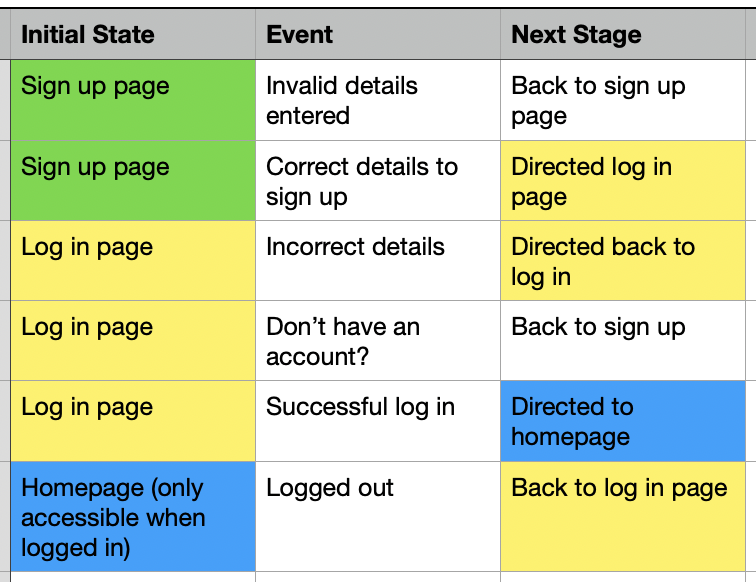 Initial State Event Next Stage
Sign up page Invalid details Back to sign up
entered page
Sign up page Correct details to Directed log in
sign up page
Log in page Incorrect details Directed back to
log in
Log in page Don’t have an Back to sign up
account?
Log in page Successful log in Directed to
homepage
Homepage (only Logged out Back to log in page
accessible when
logged in)